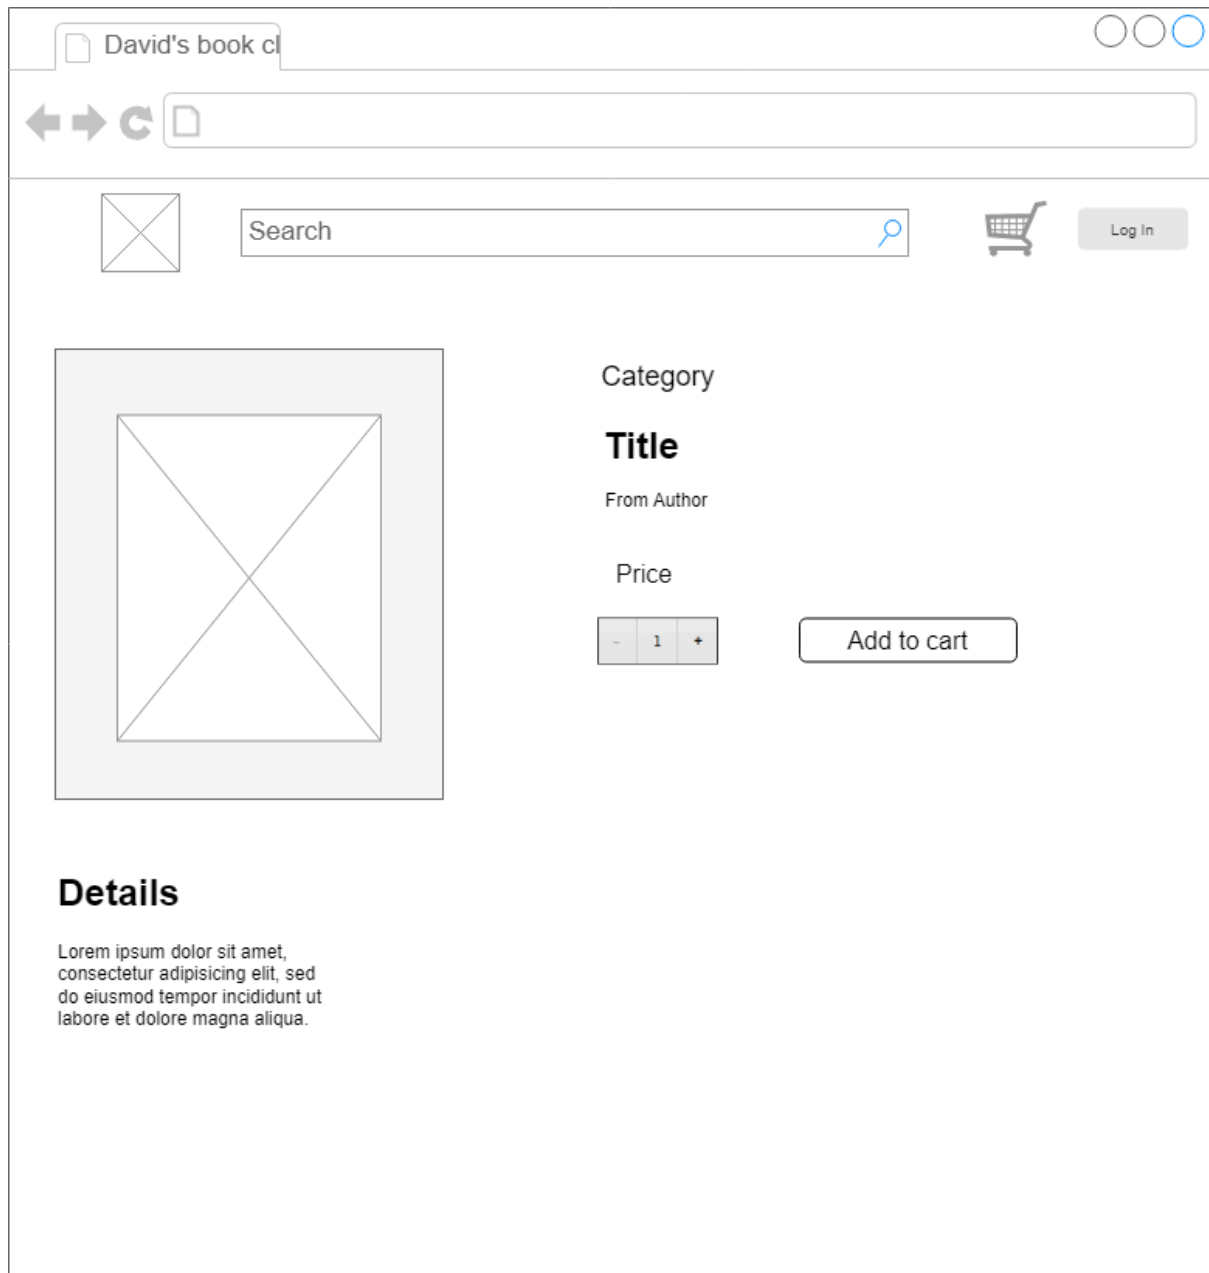 David's book cl
Search
Log In
Category
Title
From Author
Price
- 1 +
Add to cart
Details
Lorem ipsum dolor sit amet,
consectetur adipisicing elit, sed
do eiusmod tempor incididunt ut
labore et dolore magna aliqua.